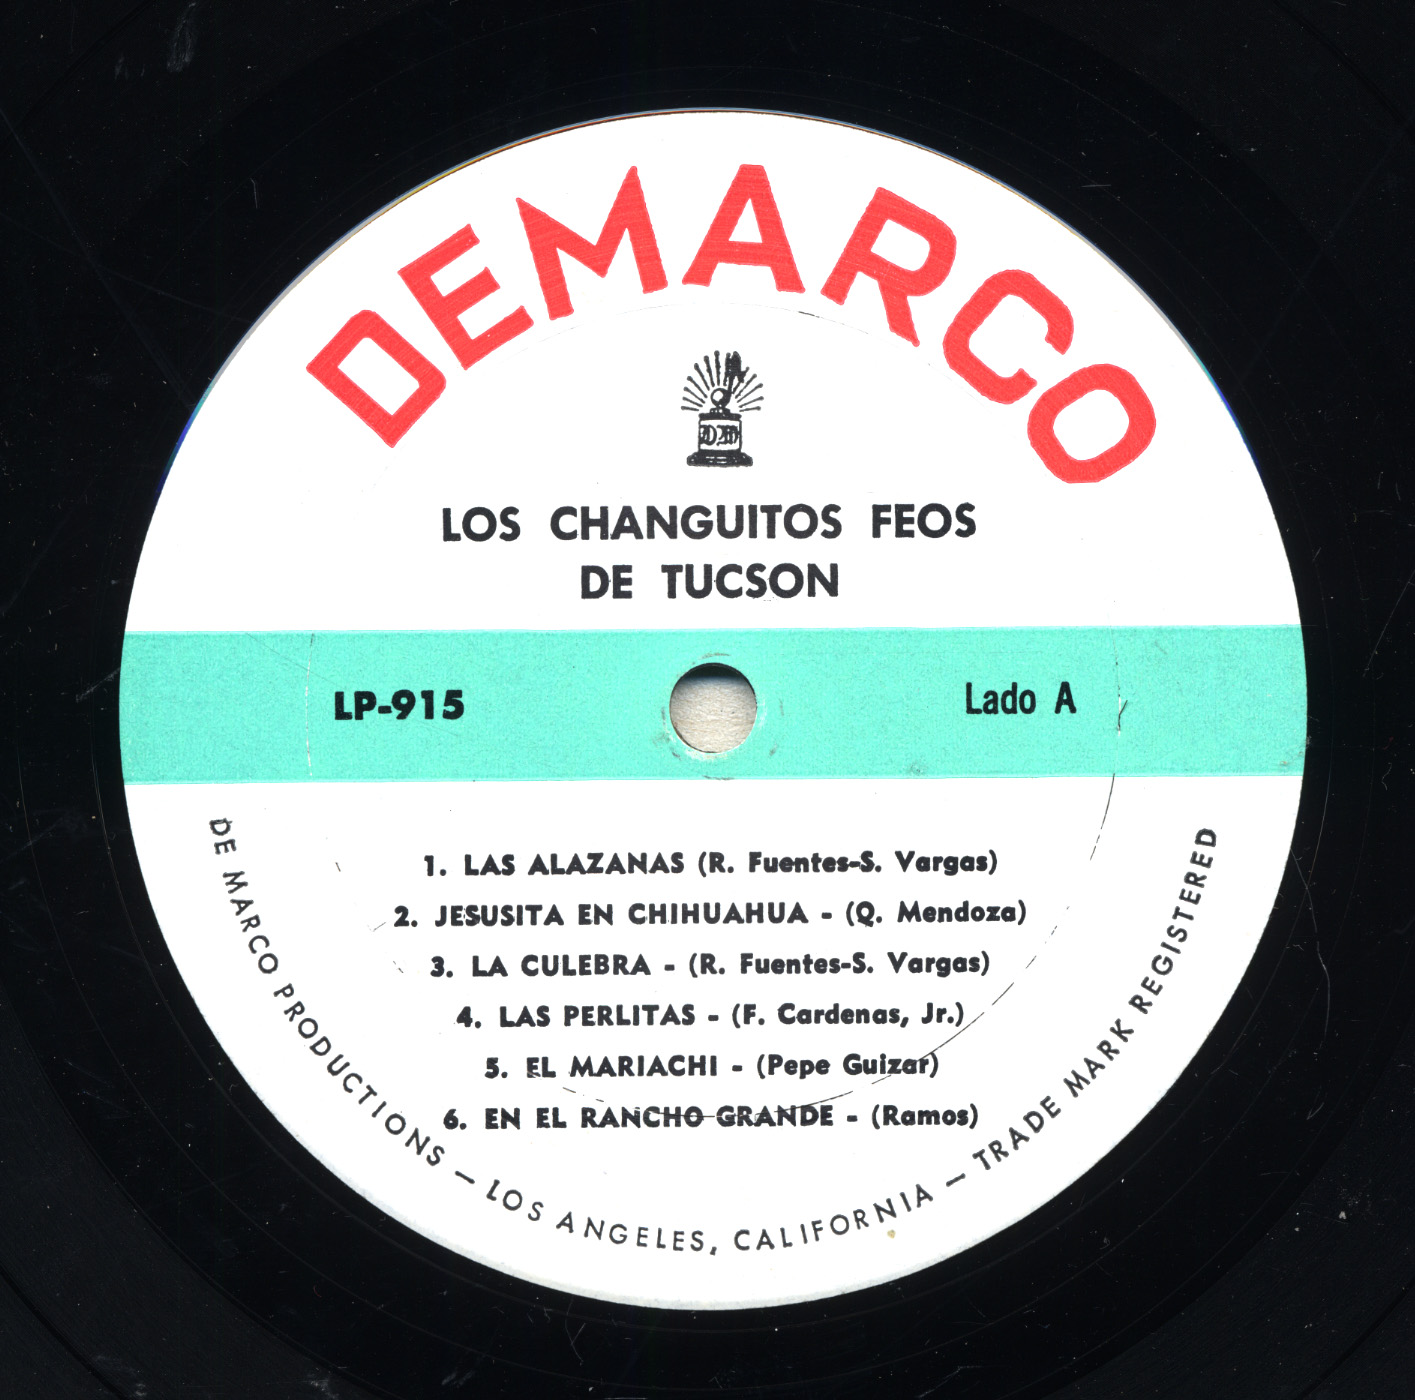 DEMARCO
LOS CHANGUITOS FEOS
DE TUCSON
LP-915
Lado A
1. LAS ALAZANAS (R. Fuentes-S. Vargas)
2. JESUSITA EN CHIHUAHUA - (Q. Mendoza)
3. LA CULEBRA - (R. Fuentes-S. Vargas)
4. LAS PERLITAS - (F. Cardenas, Jr.)
5. EL MARIACHI - (Pepe Guizar)
6. EN EL RANCHO GRANDE - (Ramos)
DE MARCO PRODUCTIONS — LOS ANGELES, CALIFORNIA — TRADE MARK REGISTERED